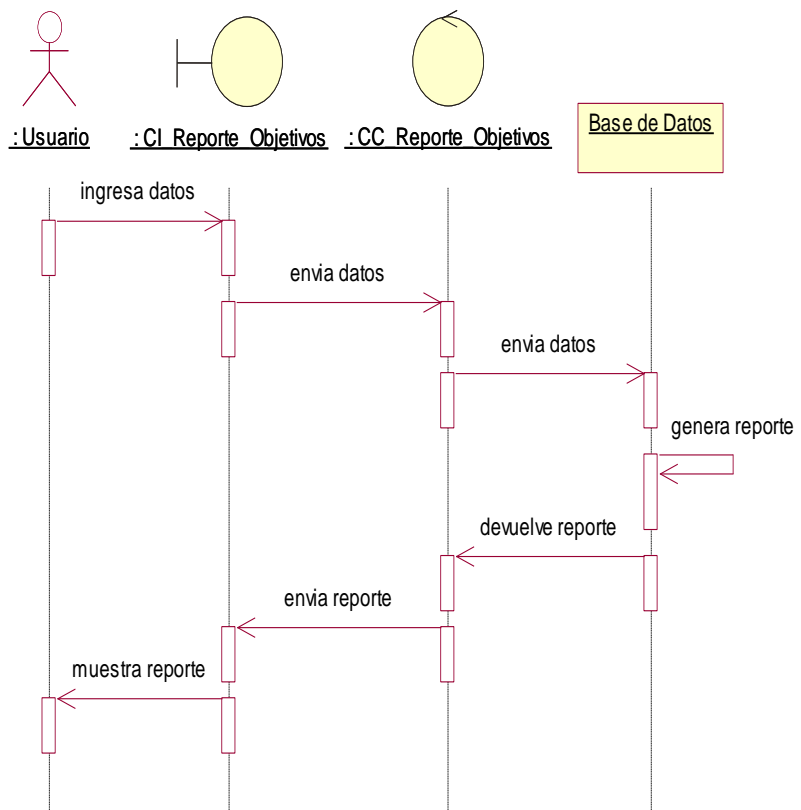 : Usuario
: CI_Reporte_Objetivos
: CC_Reporte_Objetivos
Base de Datos
ingresa datos
envia datos
envia datos
genera reporte
devuelve reporte
envia reporte
muestra reporte